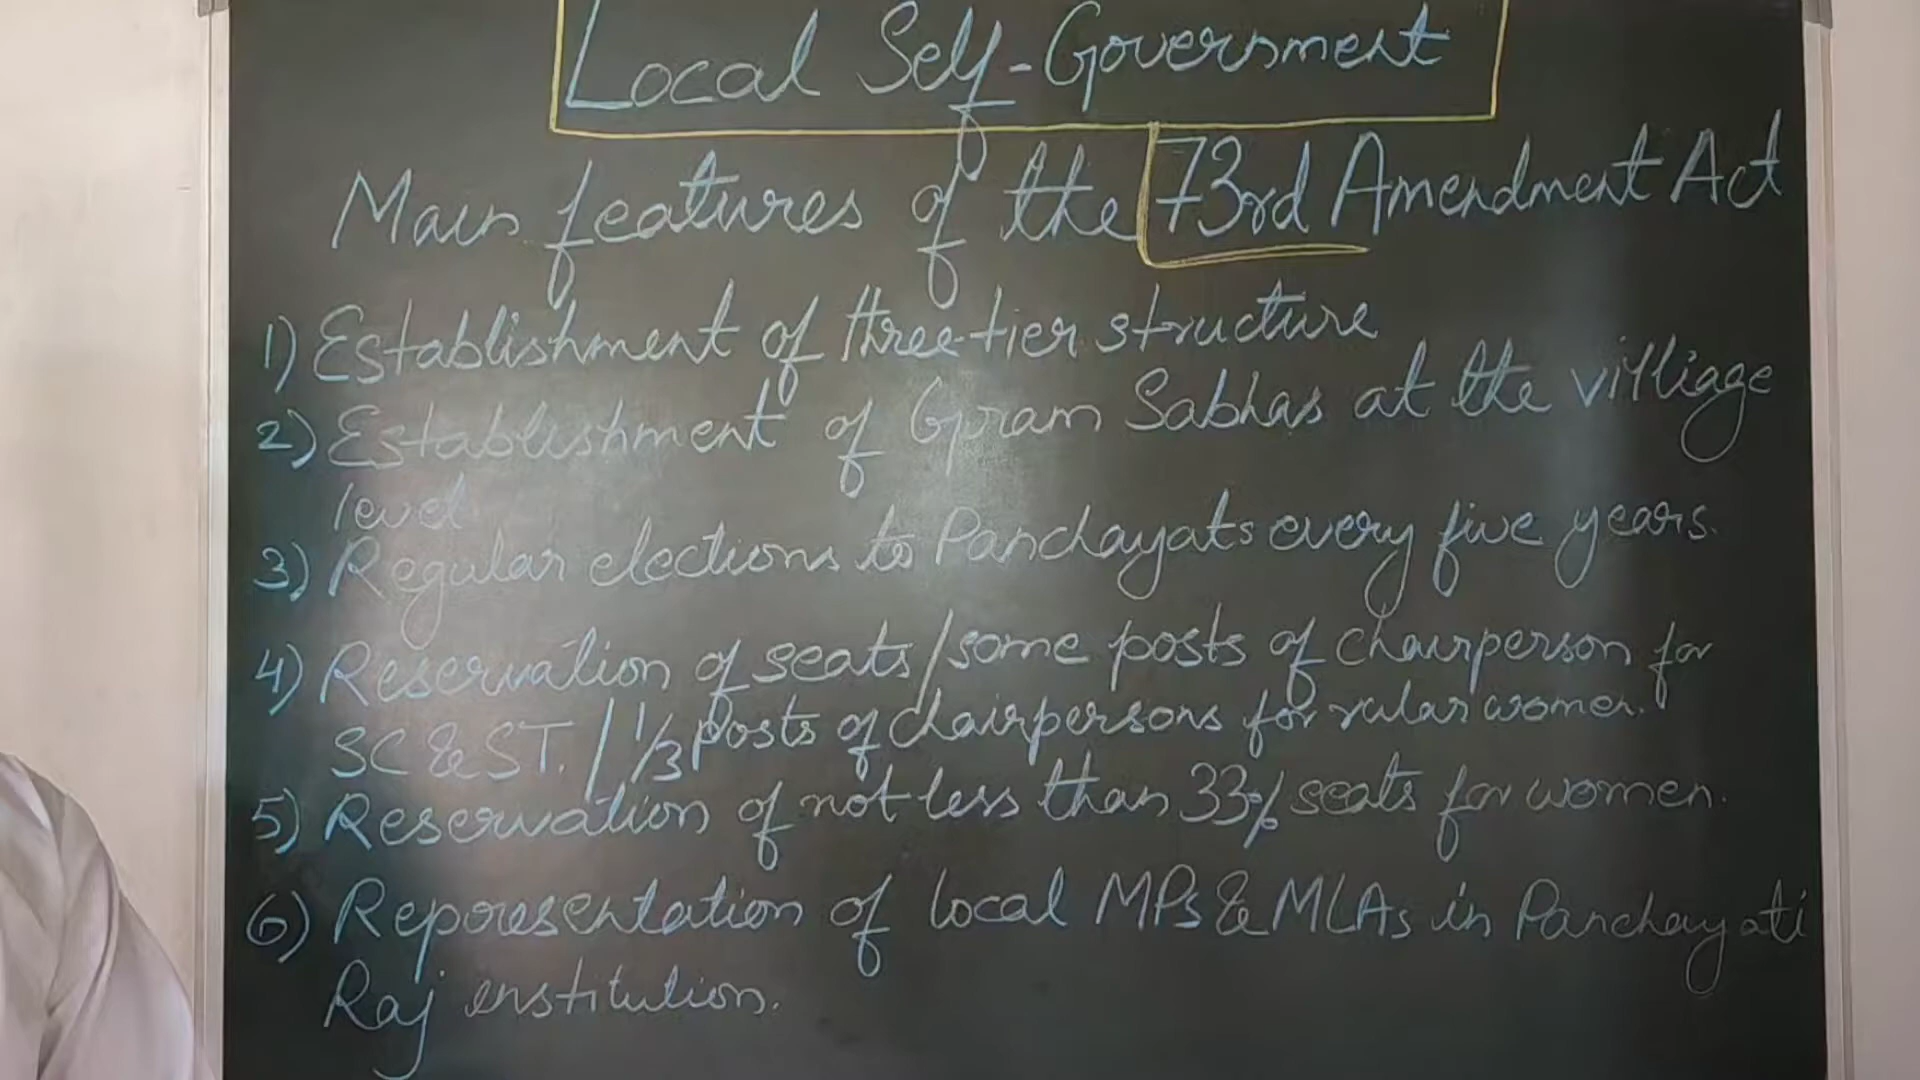 Local Self-Government
Main features of the 73rd Amendment Act
1) Establishment of three-tier structure
2) Establishment of Gram Sabhas at the villiage
level
3) Regular elections to Panchayats every five years.
4) Reservation of seats/some posts of chairperson for
SC & ST. / 1/3 posts of chairpersons for rular women.
5) Reservation of not less than 33% seats for women.
6) Representation of local MPs & MLAs in Panchayati
Raj institution.